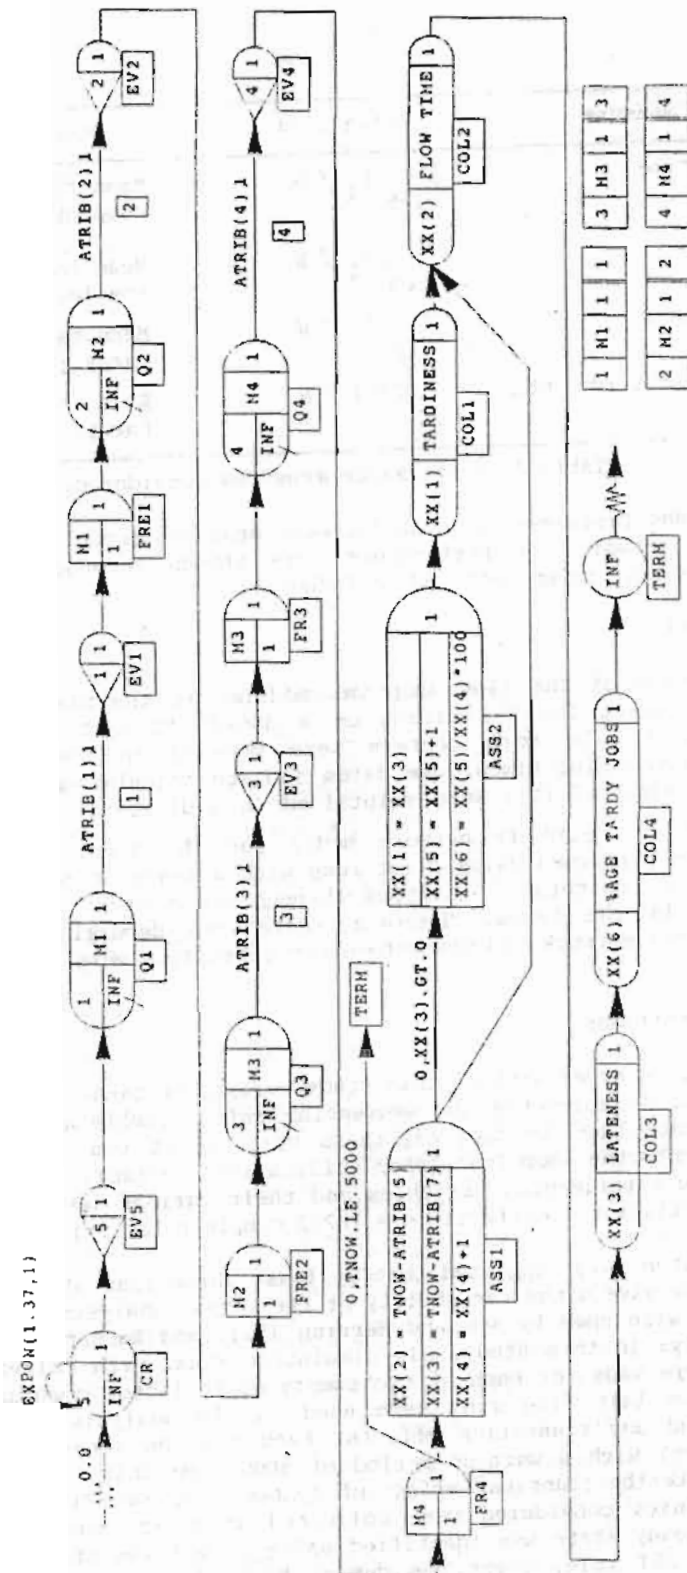 EXPON(1.37,1)
0.0 5 1
INF
CR
5 1
EV5
1 M1 1
INF
Q1
ATRIB(1) 1
1
1 1
EV1
M1 1
1
FRE1
2 M2 1
INF
Q2
ATRIB(2) 1
2
2 1
EV2
M2 1
1
FRE2
3 M3 1
INF
Q3
ATRIB(3) 1
3
3 1
EV3
M3 1
1
FR3
4 M4 1
INF
Q4
ATRIB(4) 1
4
4 1
EV4
M4 1
1
FR4
0,TNOW.LE.5000
TERM
XX(2) = TNOW-ATRIB(5)
XX(3) = TNOW-ATRIB(7)
XX(4) = XX(4)+1
1
ASS1
0,XX(3).GT.0
XX(1) = XX(3)
XX(5) = XX(5)+1
XX(6) = XX(5)/XX(4)*100
1
ASS2
XX(1) TARDINESS 1
COL1
XX(2) FLOW TIME 1
COL2
XX(3) LATENESS 1
COL3
XX(6) %AGE TARDY JOBS 1
COL4
INF
TERM
1 M1 1 1
2 M2 1 2
3 M3 1 3
4 M4 1 4